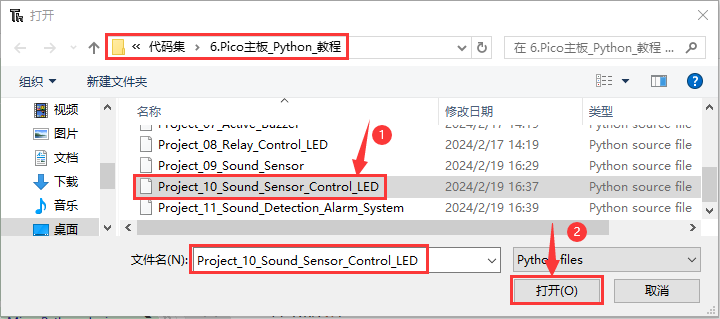 打开
« 代码集 › 6.Pico主板_Python_教程
在 6.Pico主板_Python_教程 ...
组织 新建文件夹
名称 修改日期 类型
视频
图片
文档
下载
音乐
桌面
Project_07_Active_Buzzer 2024/2/17 14:19 Python source file
Project_08_Relay_Control_LED 2024/2/17 14:19 Python source file
Project_09_Sound_Sensor 2024/2/19 16:29 Python source file
Project_10_Sound_Sensor_Control_LED 2024/2/19 16:37 Python source file
Project_11_Sound_Detection_Alarm_System 2024/2/19 16:39 Python source file
1
2
文件名(N): Project_10_Sound_Sensor_Control_LED Python files
打开(O) 取消